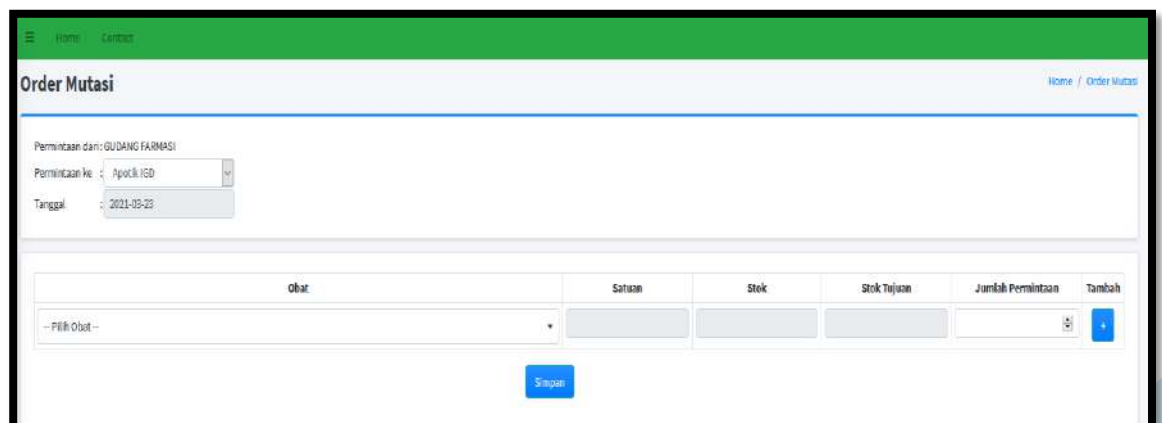 Home Contact
Order Mutasi
Home / Order Mutasi
Permintaan dari : GUDANG FARMASI
Permintaan ke : Apotik IGD
Tanggal : 2021-03-23
Obat Satuan Stok Stok Tujuan Jumlah Permintaan Tambah
-- Pilih Obat --
+
Simpan